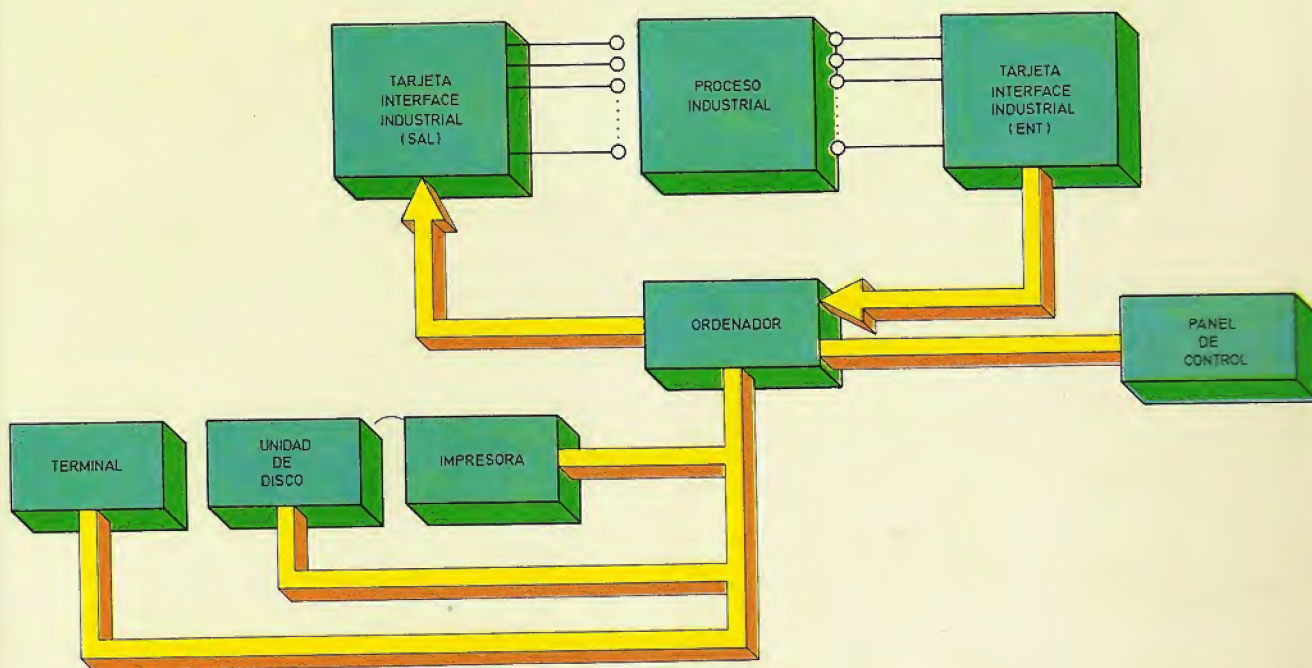 TARJETA
INTERFACE
INDUSTRIAL
(SAL)
PROCESO
INDUSTRIAL
TARJETA
INTERFACE
INDUSTRIAL
(ENT)
ORDENADOR
PANEL
DE
CONTROL
TERMINAL
UNIDAD
DE
DISCO
IMPRESORA